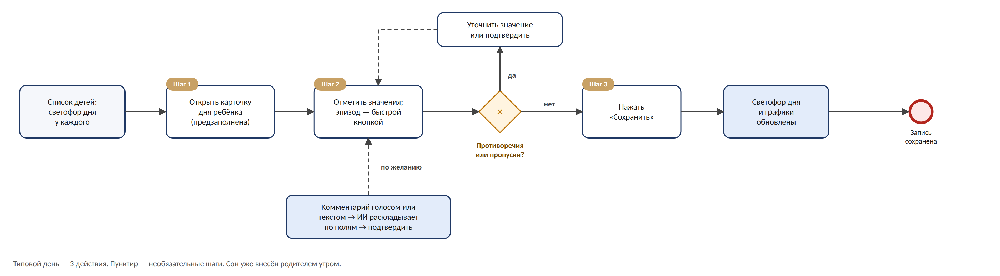 Уточнить значение
или подтвердить
да
Шаг 1
Шаг 2
Шаг 3
Список детей:
светофор дня
у каждого
Открыть карточку
дня ребёнка
(предзаполнена)
Отметить значения;
эпизод — быстрой
кнопкой
×
нет
Нажать
«Сохранить»
Светофор дня
и графики
обновлены
Запись
сохранена
Противоречия
или пропуски?
по желанию
Комментарий голосом или
текстом → ИИ раскладывает
по полям → подтвердить
Типовой день — 3 действия. Пунктир — необязательные шаги. Сон уже внесён родителем утром.